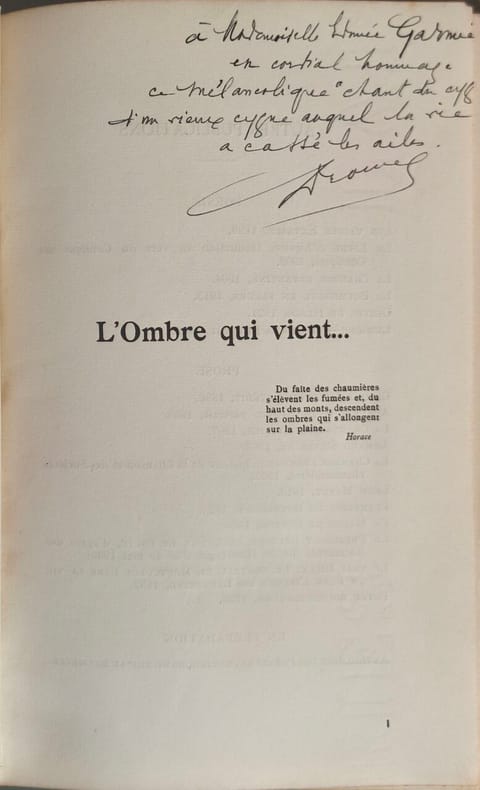 à Mademoiselle Aimée
en cordial hommage
ce mélancolique "chant du cyg
d'un vieux cygne auquel la vie
a cassé les ailes.
L'Ombre qui vient...
Du faîte des chaumières
s'élèvent les fumées et, du
haut des monts, descendent
les ombres qui s'allongent
sur la plaine.
Horace
1